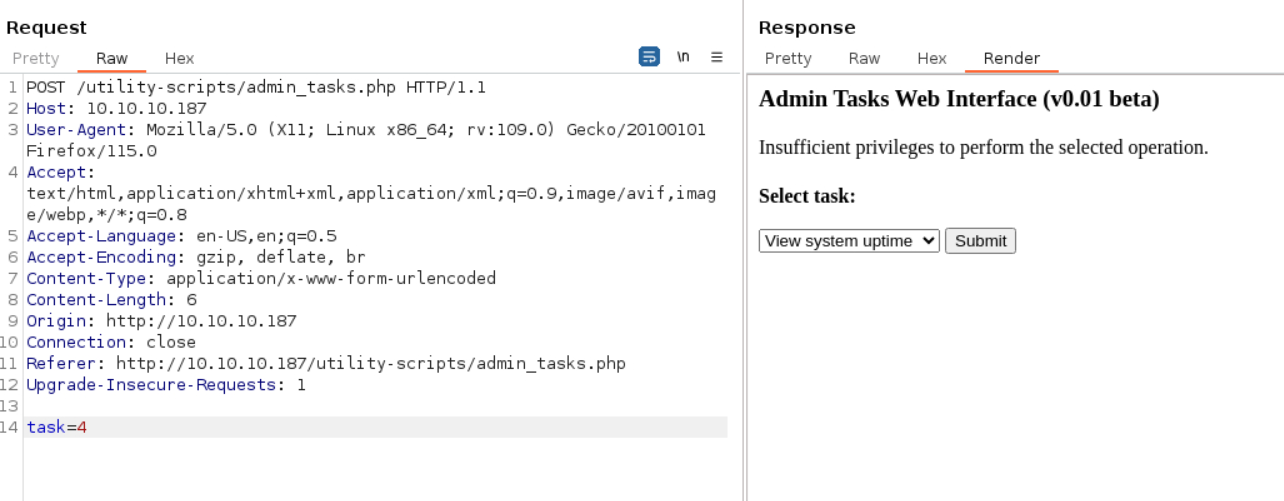 Request
Pretty Raw Hex \n
1 POST /utility-scripts/admin_tasks.php HTTP/1.1
2 Host: 10.10.10.187
3 User-Agent: Mozilla/5.0 (X11; Linux x86_64; rv:109.0) Gecko/20100101
Firefox/115.0
4 Accept:
text/html,application/xhtml+xml,application/xml;q=0.9,image/avif,imag
e/webp,*/*;q=0.8
5 Accept-Language: en-US,en;q=0.5
6 Accept-Encoding: gzip, deflate, br
7 Content-Type: application/x-www-form-urlencoded
8 Content-Length: 6
9 Origin: http://10.10.10.187
10 Connection: close
11 Referer: http://10.10.10.187/utility-scripts/admin_tasks.php
12 Upgrade-Insecure-Requests: 1
13
14 task=4
Response
Pretty Raw Hex Render
Admin Tasks Web Interface (v0.01 beta)
Insufficient privileges to perform the selected operation.
Select task:
View system uptime Submit